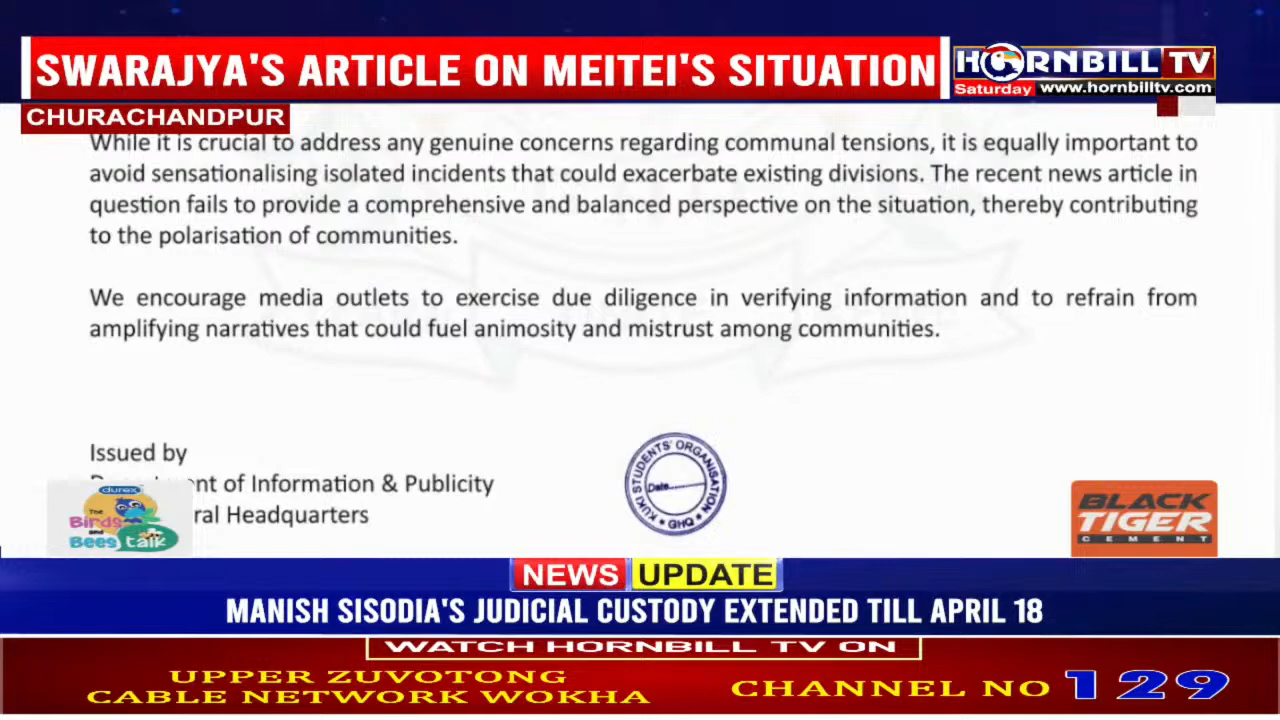 SWARAJYA'S ARTICLE ON MEITEI'S SITUATION
HORNBILL TV
Saturday www.hornbilltv.com
CHURACHANDPUR
While it is crucial to address any genuine concerns regarding communal tensions, it is equally important to
avoid sensationalising isolated incidents that could exacerbate existing divisions. The recent news article in
question fails to provide a comprehensive and balanced perspective on the situation, thereby contributing
to the polarisation of communities.
We encourage media outlets to exercise due diligence in verifying information and to refrain from
amplifying narratives that could fuel animosity and mistrust among communities.
Issued by
of Information & Publicity
Headquarters
KUKI STUDENTS' ORGANISATION
Date
GHQ
durex
The
Birds
and
Bees talk
BLACK
TIGER
CEMENT
NEWS UPDATE
MANISH SISODIA'S JUDICIAL CUSTODY EXTENDED TILL APRIL 18
WATCH HORNBILL TV ON
UPPER ZUVOTONG
CABLE NETWORK WOKHA
CHANNEL NO 129